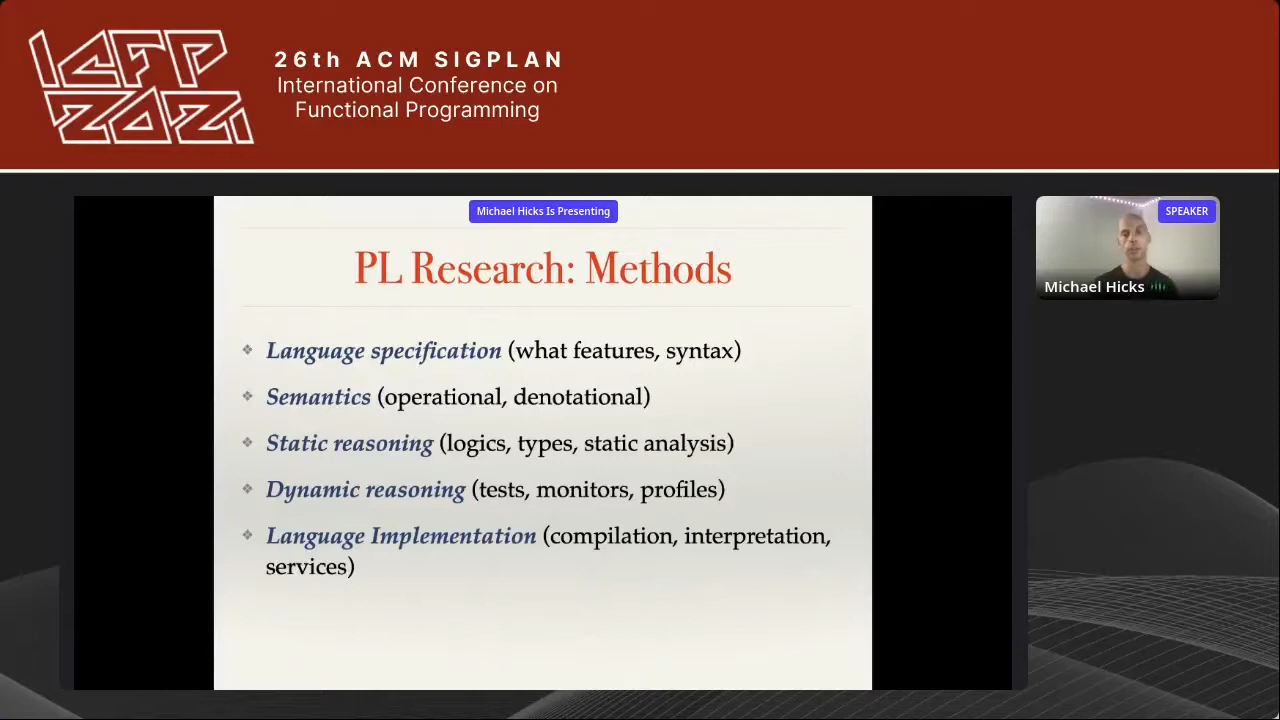 ICFP
2021
26th ACM SIGPLAN
International Conference on
Functional Programming
Michael Hicks Is Presenting
SPEAKER
Michael Hicks
PL Research: Methods
❖ Language specification (what features, syntax)
❖ Semantics (operational, denotational)
❖ Static reasoning (logics, types, static analysis)
❖ Dynamic reasoning (tests, monitors, profiles)
❖ Language Implementation (compilation, interpretation,
services)